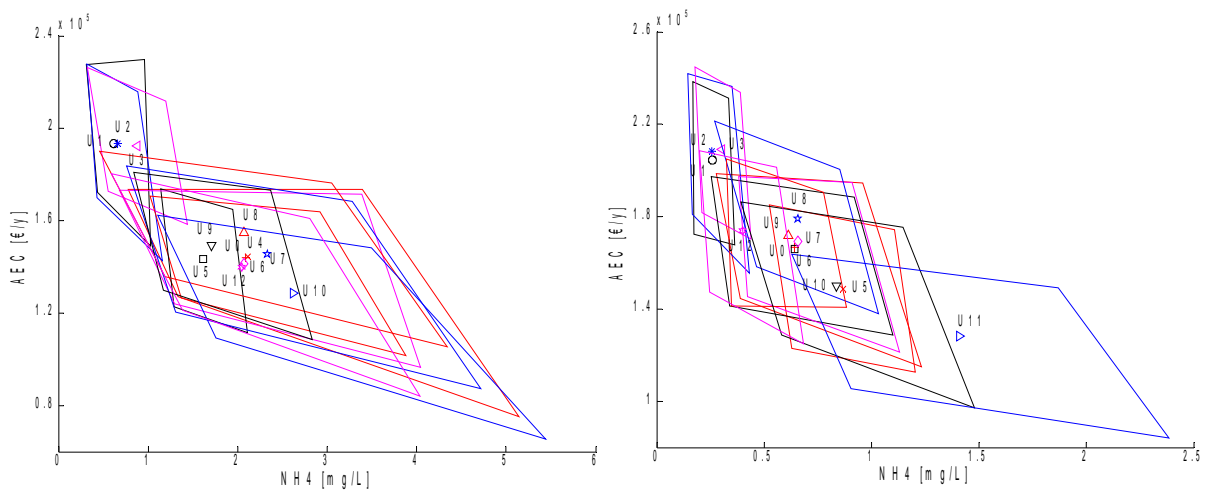 2.4 x 10^5
2
1.6
1.2
0.8
0
1
2
3
4
5
6
AEC [€/y]
NH4 [mg/L]
U1
U2
U3
U9
U8
U0
U4
U5
U6
U7
U12
U10
2.6 x 10^5
2.2
1.8
1.4
1
0
0.5
1
1.5
2
2.5
AEC [€/y]
NH4 [mg/L]
U2
U3
U1
U8
U9
U12
U0
U7
U6
U10
U5
U11